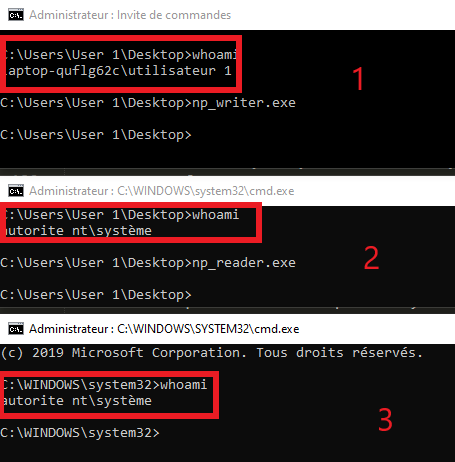 Administrateur : Invite de commandes
C:\Users\User 1\Desktop>whoami
laptop-quflg62c\utilisateur 1
1
C:\Users\User 1\Desktop>np_writer.exe
C:\Users\User 1\Desktop>
Administrateur : C:\WINDOWS\system32\cmd.exe
C:\Users\User 1\Desktop>whoami
autorite nt\système
2
C:\Users\User 1\Desktop>np_reader.exe
C:\Users\User 1\Desktop>
Administrateur : C:\WINDOWS\SYSTEM32\cmd.exe
(c) 2019 Microsoft Corporation. Tous droits réservés.
C:\WINDOWS\system32>whoami
autorite nt\système
3
C:\WINDOWS\system32>